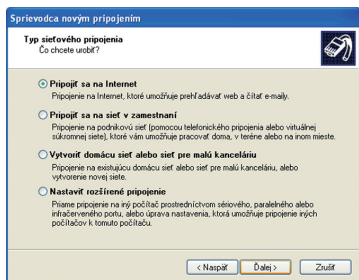 Sprievodca novým pripojením
Typ sieťového pripojenia
Čo chcete urobiť?
Pripojiť sa na Internet
Pripojenie na Internet, ktoré umožňuje prehľadávať web a čítať e-maily.
Pripojiť sa na sieť v zamestnaní
Pripojenie na podnikovú sieť (pomocou telefonického pripojenia alebo virtuálnej
súkromnej siete), ktoré vám umožňuje pracovať doma, v teréne alebo na inom mieste.
Vytvoriť domácu sieť alebo sieť pre malú kanceláriu
Pripojenie na existujúcu domácu sieť alebo sieť pre malú kanceláriu, alebo
vytvorenie novej siete.
Nastaviť rozšírené pripojenie
Priame pripojenie na iný počítač prostredníctvom sériového, paralelného alebo
infračerveného portu, alebo úprava nastavenia, ktorá umožňuje pripojenie iných
počítačov k tomuto počítaču.
< Naspäť
Ďalej >
Zrušiť